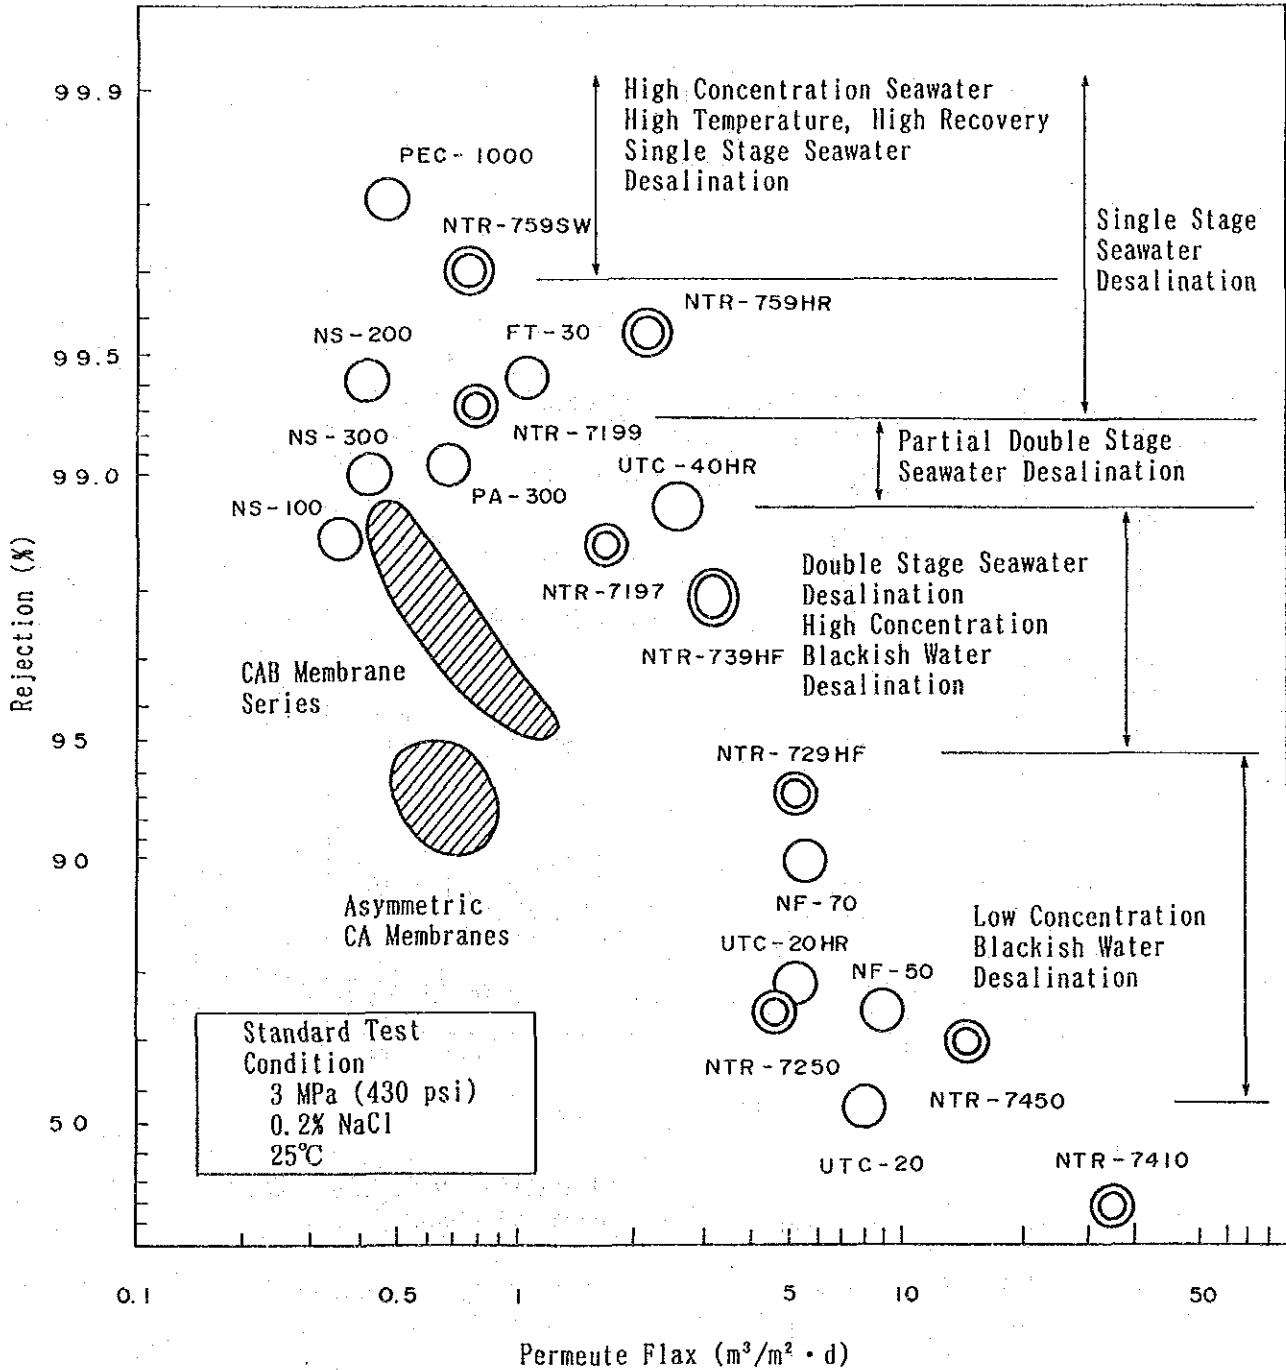 99.9
High Concentration Seawater
High Temperature, High Recovery
Single Stage Seawater
Desalination
PEC-1000
Single Stage
Seawater
Desalination
NTR-759SW
NTR-759HR
NS-200
FT-30
99.5
NS-300
NTR-7199
Partial Double Stage
Seawater Desalination
UTC-40HR
99.0
PA-300
NS-100
Double Stage Seawater
Desalination
High Concentration
Blackish Water
Desalination
NTR-7197
NTR-739HF
CAB Membrane
Series
Rejection (%)
95
NTR-729HF
90
NF-70
Asymmetric
CA Membranes
Low Concentration
Blackish Water
Desalination
UTC-20HR
NF-50
Standard Test
Condition
3 MPa (430 psi)
0.2% NaCl
25℃
NTR-7250
NTR-7450
50
UTC-20
NTR-7410
0.1
0.5
1
5
10
50
Permeute Flax (m³/m²・d)